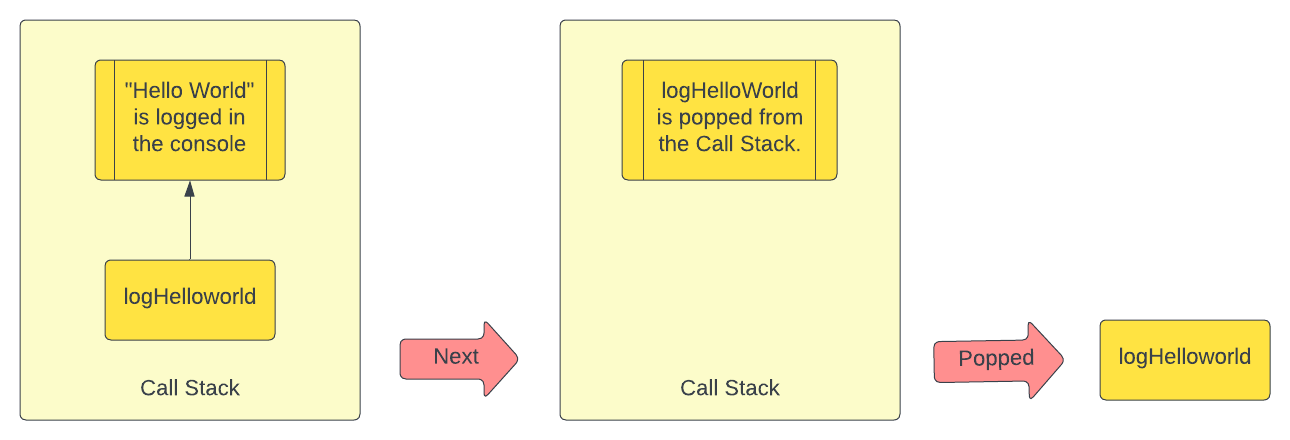 "Hello World"
is logged in
the console
logHelloworld
Call Stack
Next
logHelloWorld
is popped from
the Call Stack.
Call Stack
Popped
logHelloworld